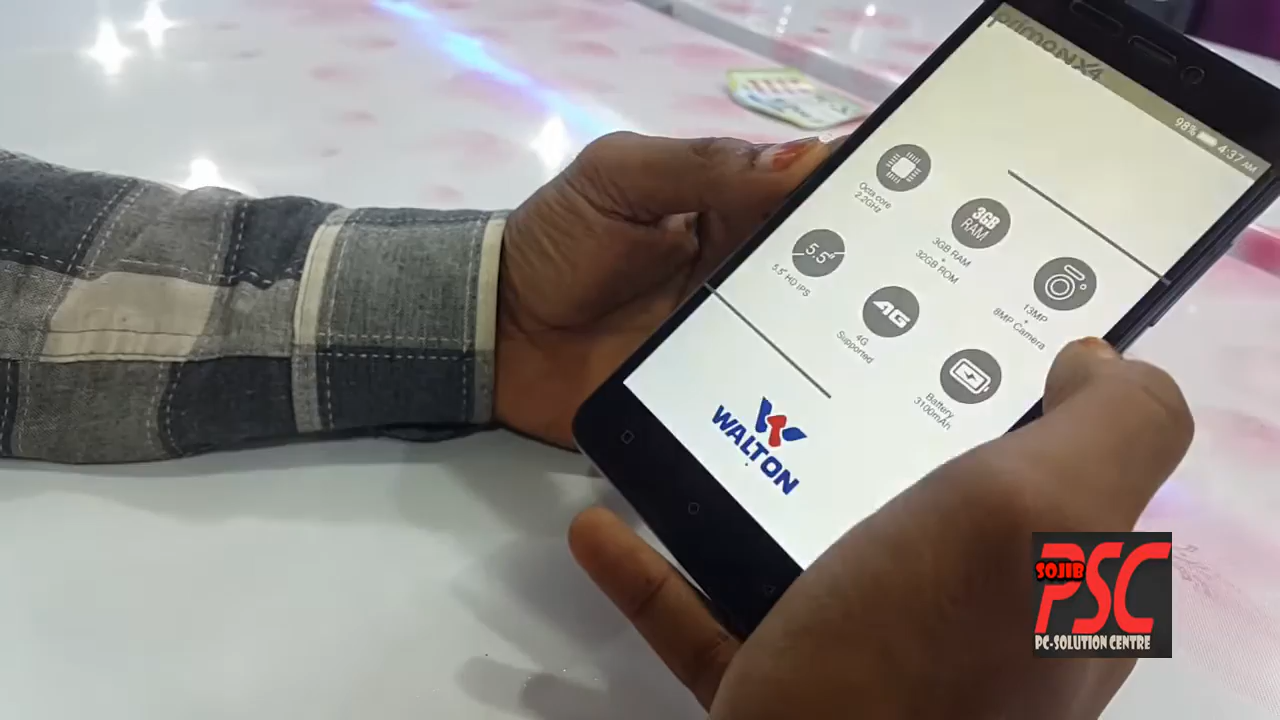 primo NX4
98% 4:37 AM
Octa core
2.2GHz
3GB
RAM
3GB RAM
+
32GB ROM
13MP
+
8MP Camera
5.5"
5.5" HD IPS
4G
4G
Supported
Battery
3100mAh
WALTON
SOJIB
PSC
PC-SOLUTION CENTRE